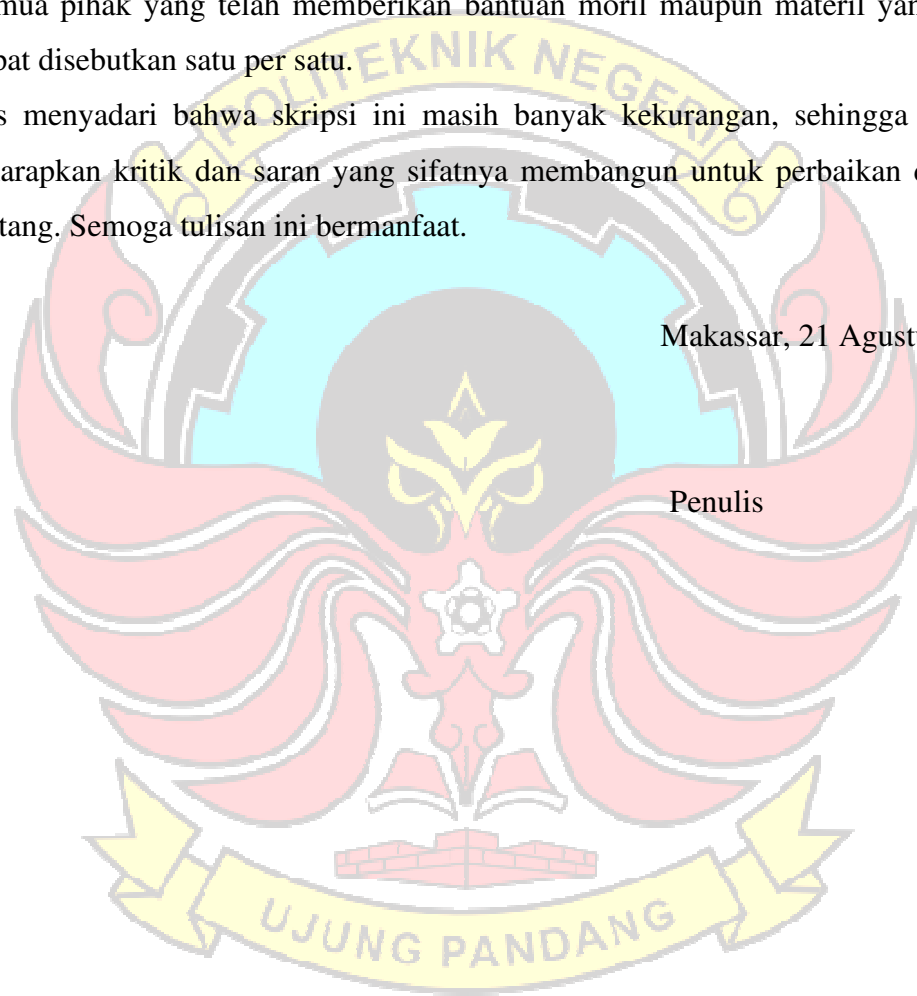 mua pihak yang telah memberikan bantuan moril maupun materil yan
pat disebutkan satu per satu.
POLITEKNIK NEGERI
s menyadari bahwa skripsi ini masih banyak kekurangan, sehingga
arapkan kritik dan saran yang sifatnya membangun untuk perbaikan
tang. Semoga tulisan ini bermanfaat.
Makassar, 21 Agust
Penulis
UJUNG PANDANG